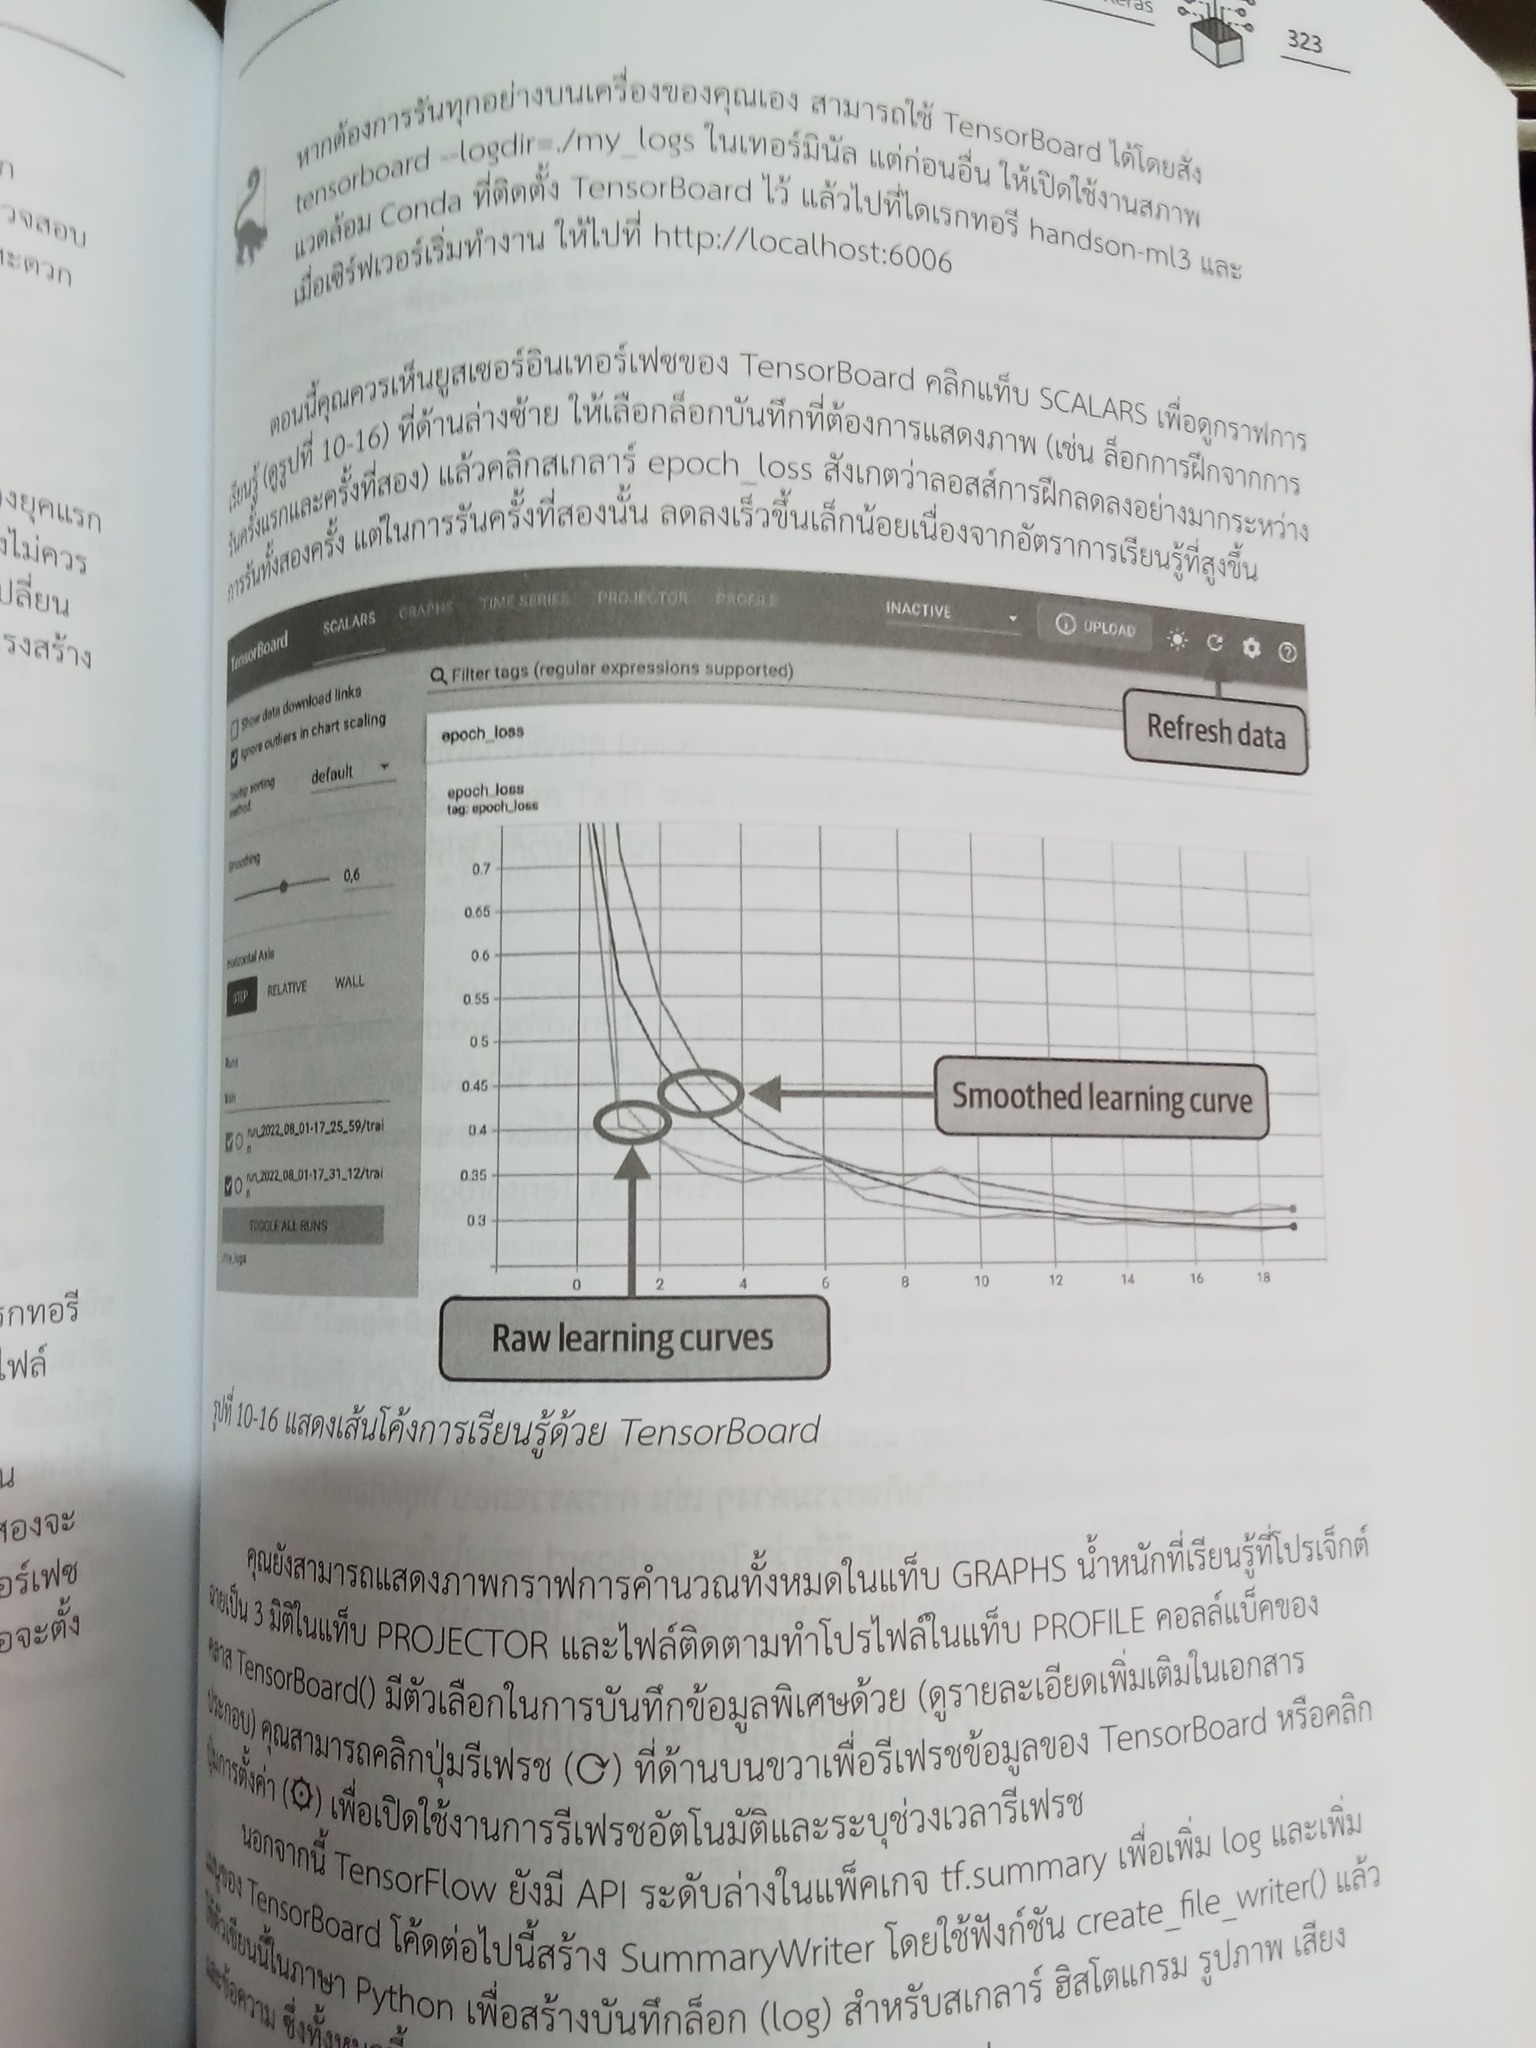 323
หากต้องการรันทุกอย่างบนเครื่องของคุณเอง สามารถใช้ TensorBoard ได้โดยสั่ง
tensorboard --logdir=./my_logs ในเทอร์มินัล แต่ก่อนอื่น ให้เปิดใช้งานสภาพ
แวดล้อม Conda ที่ติดตั้ง TensorBoard ไว้ แล้วไปที่ไดเรกทอรี handson-ml3 และ
เมื่อเซิร์ฟเวอร์เริ่มทำงาน ให้ไปที่ http://localhost:6006
ตอนนี้คุณควรเห็นยูสเซอร์อินเทอร์เฟซของ TensorBoard คลิกแท็บ SCALARS เพื่อดูกราฟการ
เรียนรู้ (ดูรูปที่ 10-16) ที่ด้านล่างซ้าย ให้เลือกล็อกบันทึกที่ต้องการแสดงภาพ (เช่น ล็อกการฝึกจากการ
รันครั้งแรกและครั้งที่สอง) แล้วคลิกสเกลาร์ epoch_loss สังเกตว่าลอสส์การฝึกลดลงอย่างมากระหว่าง
การรันทั้งสองครั้ง แต่ในการรันครั้งที่สองนั้น ลดลงเร็วขึ้นเล็กน้อยเนื่องจากอัตราการเรียนรู้ที่สูงขึ้น
TensorBoard SCALARS GRAPHS TIME SERIES PROJECTOR PROFILE INACTIVE UPLOAD
Show data download links
Ignore outliers in chart scaling
Tooltip sorting method: default
Smoothing
0,6
Horizontal Axis
STEP RELATIVE WALL
Runs
run_2022_08_01-17_25_59/trai
n
run_2022_08_01-17_31_12/trai
n
TOGGLE ALL RUNS
Filter tags (regular expressions supported)
Refresh data
epoch_loss
epoch_loss
tag: epoch_loss
0.7
0.65
0.6
0.55
0.5
0.45
0.4
0.35
0.3
0 2 4 6 8 10 12 14 16 18
Smoothed learning curve
Raw learning curves
รูปที่ 10-16 แสดงเส้นโค้งการเรียนรู้ด้วย TensorBoard
คุณยังสามารถแสดงภาพกราฟการคำนวณทั้งหมดในแท็บ GRAPHS น้ำหนักที่เรียนรู้ที่โปรเจ็กต์
ฉายเป็น 3 มิติในแท็บ PROJECTOR และไฟล์ติดตามทำโปรไฟล์ในแท็บ PROFILE คอลล์แบ็คของ
คลาส TensorBoard() มีตัวเลือกในการบันทึกข้อมูลพิเศษด้วย (ดูรายละเอียดเพิ่มเติมในเอกสาร
ประกอบ) คุณสามารถคลิกปุ่มรีเฟรช () ที่ด้านบนขวาเพื่อรีเฟรชข้อมูลของ TensorBoard หรือคลิก
ปุ่มการตั้งค่า () เพื่อเปิดใช้งานการรีเฟรชอัตโนมัติและระบุช่วงเวลารีเฟรช
นอกจากนี้ TensorFlow ยังมี API ระดับล่างในแพ็คเกจ tf.summary เพื่อเพิ่ม log และเพิ่ม
เมนูของ TensorBoard โค้ดต่อไปนี้สร้าง SummaryWriter โดยใช้ฟังก์ชัน create_file_writer() แล้ว
ใช้ตัวเขียนนี้ในภาษา Python เพื่อสร้างบันทึกล็อก (log) สำหรับสเกลาร์ ฮิสโตแกรม รูปภาพ เสียง
และข้อความ